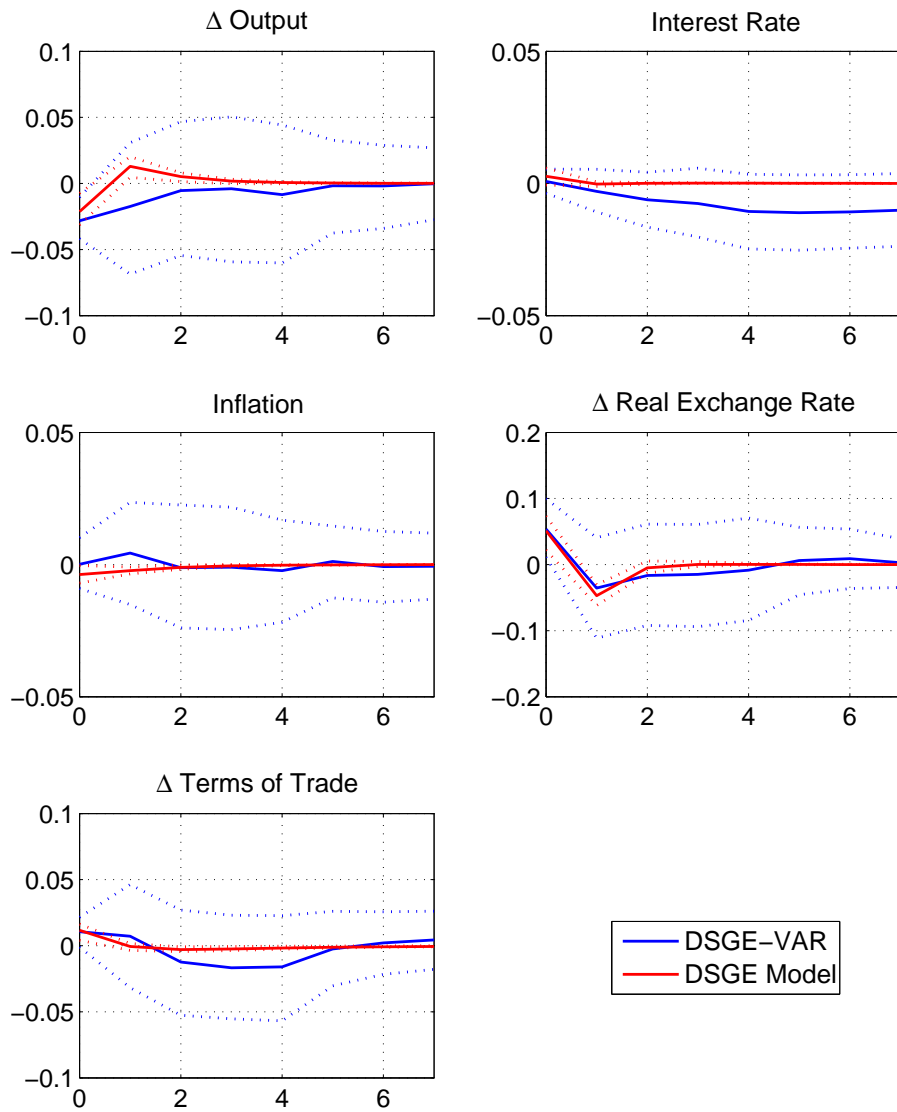 Δ Output
0.1
0.05
0
−0.05
−0.1
0 2 4 6
Interest Rate
0.05
0
−0.05
0 2 4 6
Inflation
0.05
0
−0.05
0 2 4 6
Δ Real Exchange Rate
0.2
0.1
0
−0.1
−0.2
0 2 4 6
Δ Terms of Trade
0.1
0.05
0
−0.05
−0.1
0 2 4 6
DSGE−VAR
DSGE Model